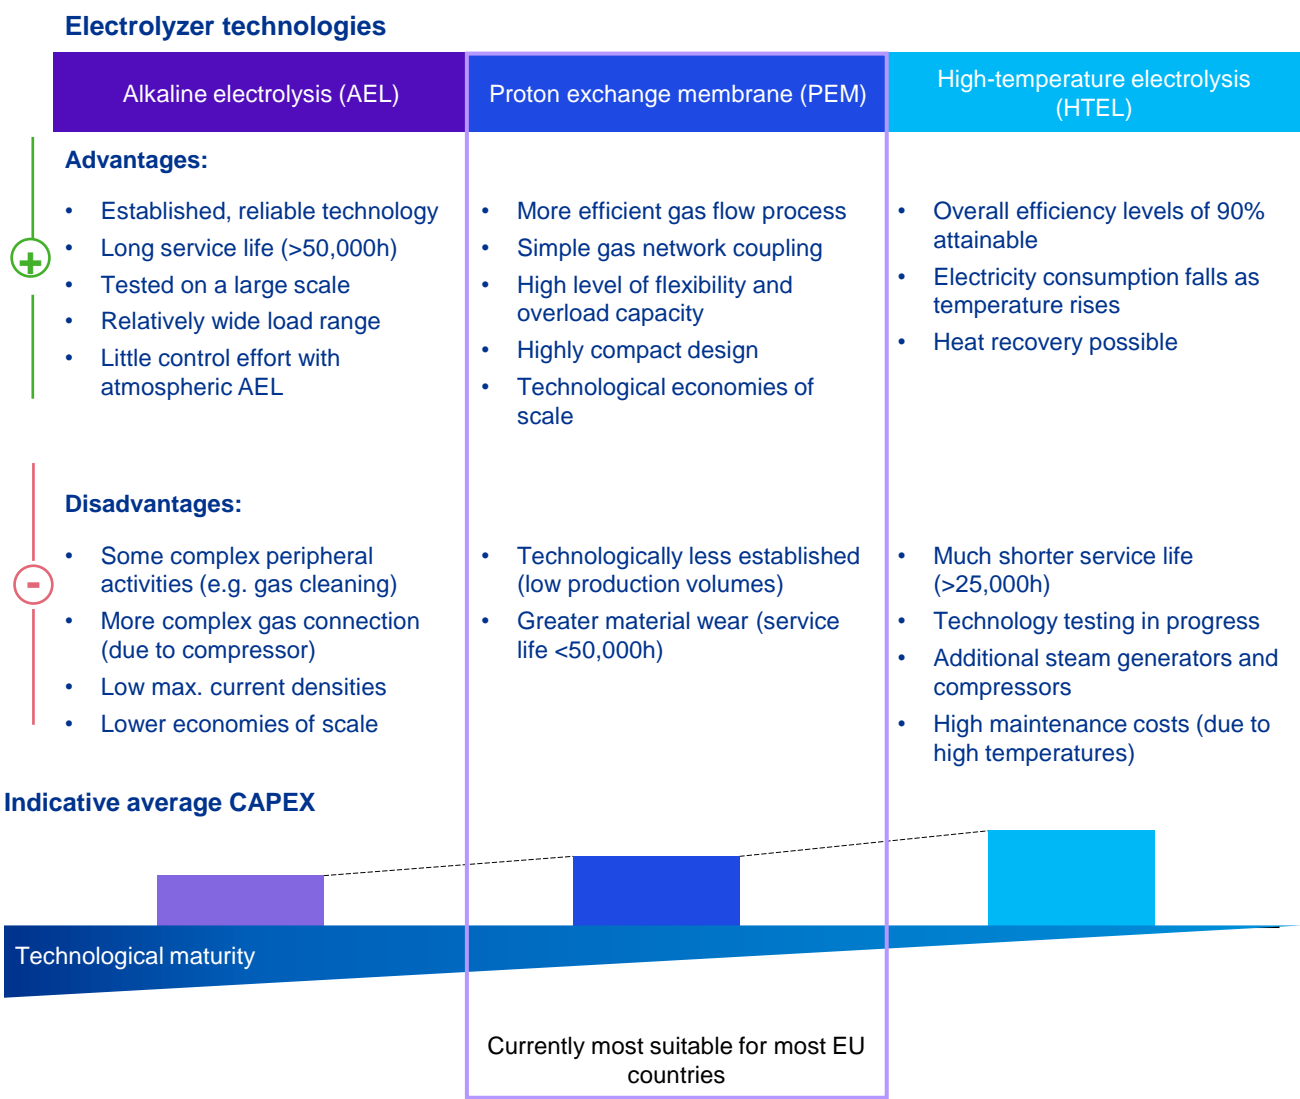 Electrolyzer technologies
Alkaline electrolysis (AEL)
Proton exchange membrane (PEM)
High-temperature electrolysis
(HTEL)
+
Advantages:
• Established, reliable technology
• Long service life (>50,000h)
• Tested on a large scale
• Relatively wide load range
• Little control effort with
atmospheric AEL
• More efficient gas flow process
• Simple gas network coupling
• High level of flexibility and
overload capacity
• Highly compact design
• Technological economies of
scale
• Overall efficiency levels of 90%
attainable
• Electricity consumption falls as
temperature rises
• Heat recovery possible
-
Disadvantages:
• Some complex peripheral
activities (e.g. gas cleaning)
• More complex gas connection
(due to compressor)
• Low max. current densities
• Lower economies of scale
• Technologically less established
(low production volumes)
• Greater material wear (service
life <50,000h)
• Much shorter service life
(>25,000h)
• Technology testing in progress
• Additional steam generators and
compressors
• High maintenance costs (due to
high temperatures)
Indicative average CAPEX
Technological maturity
Currently most suitable for most EU
countries